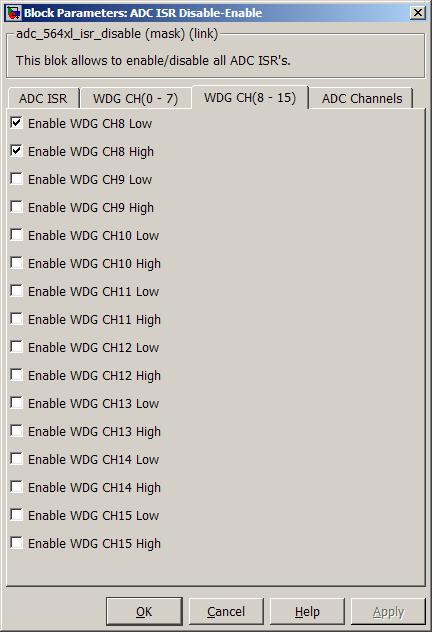 Block Parameters: ADC ISR Disable-Enable
adc_564xl_isr_disable (mask) (link)
This blok allows to enable/disable all ADC ISR's.
ADC ISR WDG CH(0 - 7) WDG CH(8 - 15) ADC Channels
Enable WDG CH8 Low
Enable WDG CH8 High
Enable WDG CH9 Low
Enable WDG CH9 High
Enable WDG CH10 Low
Enable WDG CH10 High
Enable WDG CH11 Low
Enable WDG CH11 High
Enable WDG CH12 Low
Enable WDG CH12 High
Enable WDG CH13 Low
Enable WDG CH13 High
Enable WDG CH14 Low
Enable WDG CH14 High
Enable WDG CH15 Low
Enable WDG CH15 High
OK Cancel Help Apply